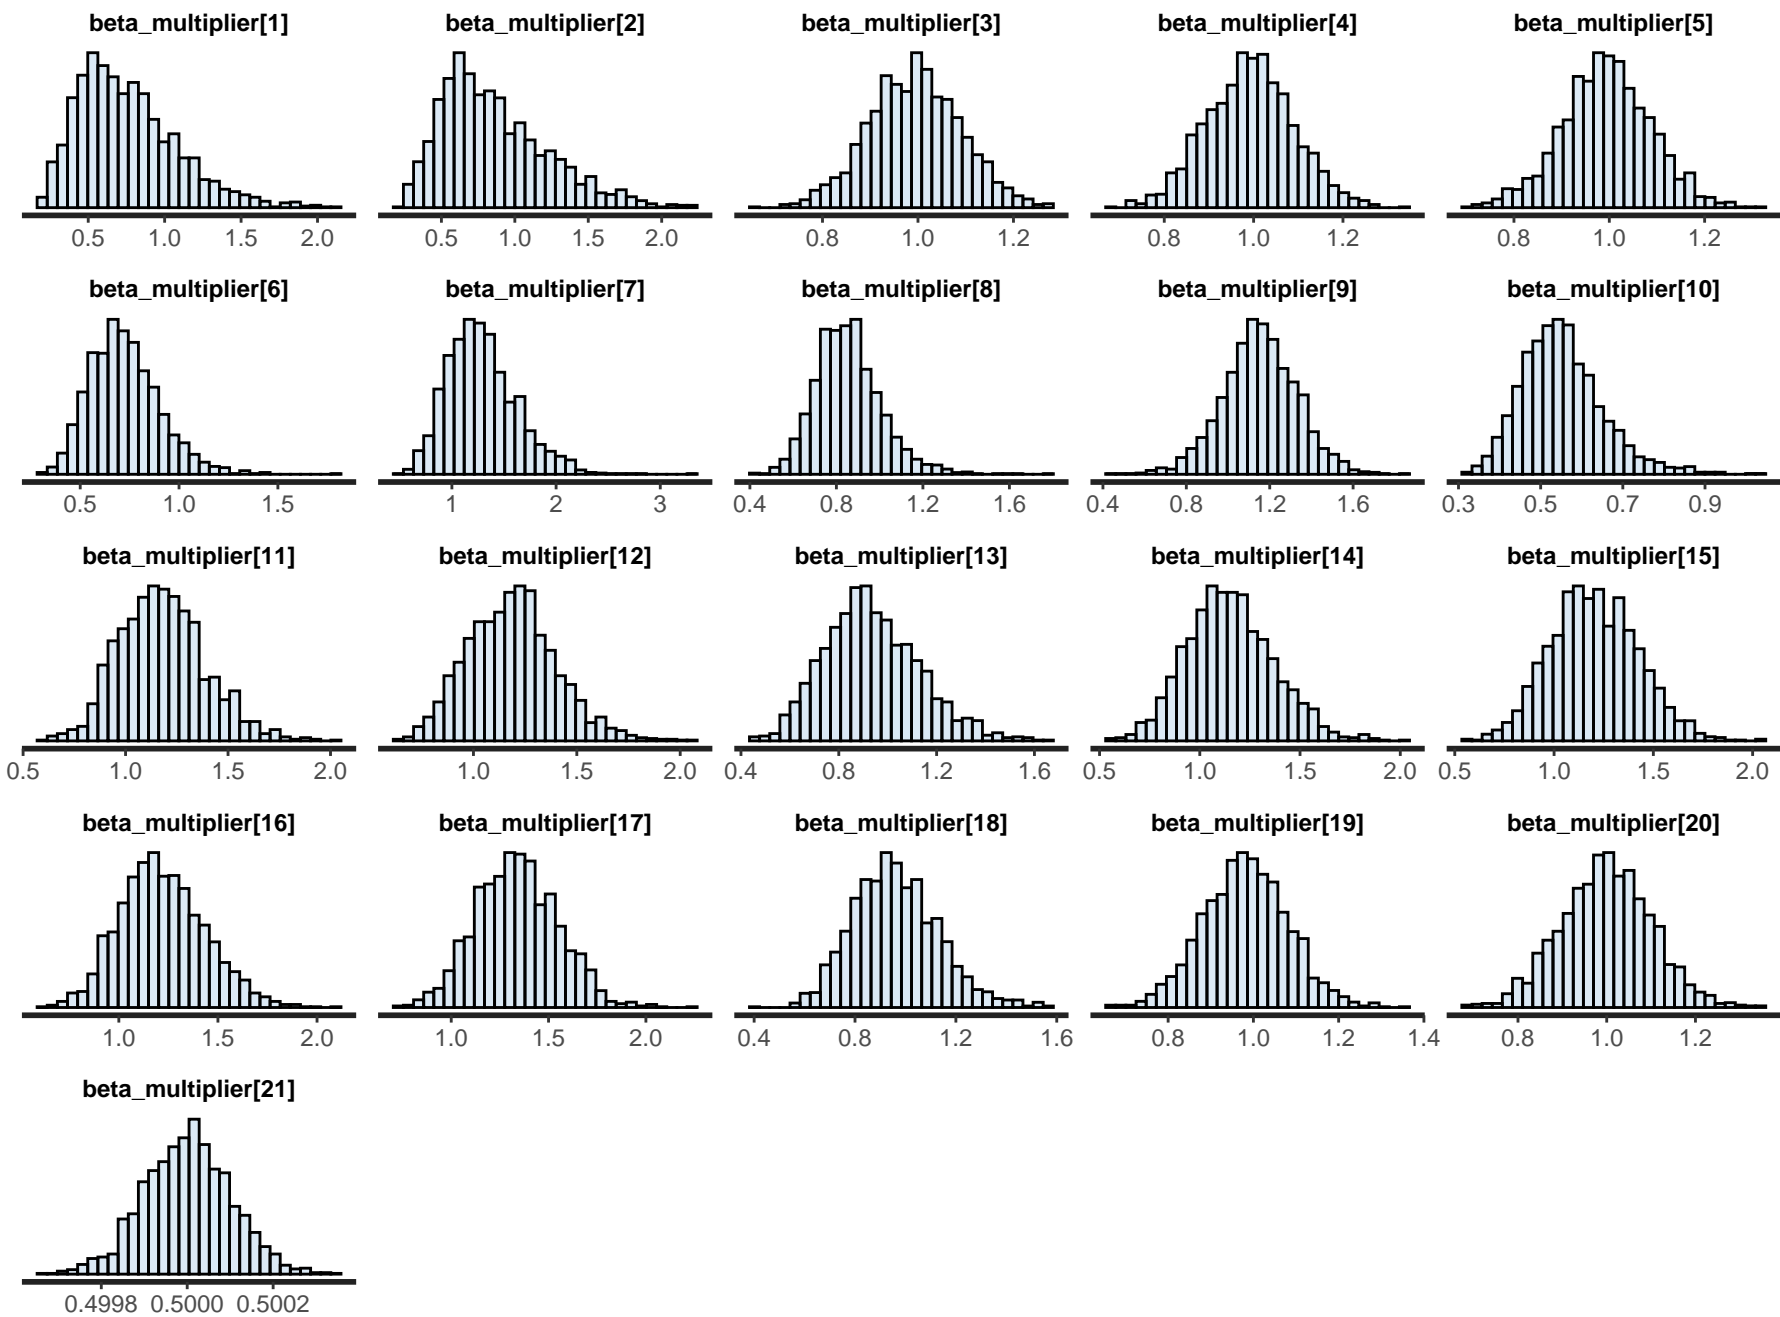 beta_multiplier[1] beta_multiplier[2] beta_multiplier[3] beta_multiplier[4] beta_multiplier[5]
0.5 1.0 1.5 2.0 0.5 1.0 1.5 2.0 0.8 1.0 1.2 0.8 1.0 1.2 0.8 1.0 1.2
beta_multiplier[6] beta_multiplier[7] beta_multiplier[8] beta_multiplier[9] beta_multiplier[10]
0.5 1.0 1.5 1 2 3 0.4 0.8 1.2 1.6 0.4 0.8 1.2 1.6 0.3 0.5 0.7 0.9
beta_multiplier[11] beta_multiplier[12] beta_multiplier[13] beta_multiplier[14] beta_multiplier[15]
0.5 1.0 1.5 2.0 1.0 1.5 2.0 0.4 0.8 1.2 1.6 0.5 1.0 1.5 2.0 0.5 1.0 1.5 2.0
beta_multiplier[16] beta_multiplier[17] beta_multiplier[18] beta_multiplier[19] beta_multiplier[20]
1.0 1.5 2.0 1.0 1.5 2.0 0.4 0.8 1.2 1.6 0.8 1.0 1.2 1.4 0.8 1.0 1.2
beta_multiplier[21]
0.4998 0.5000 0.5002